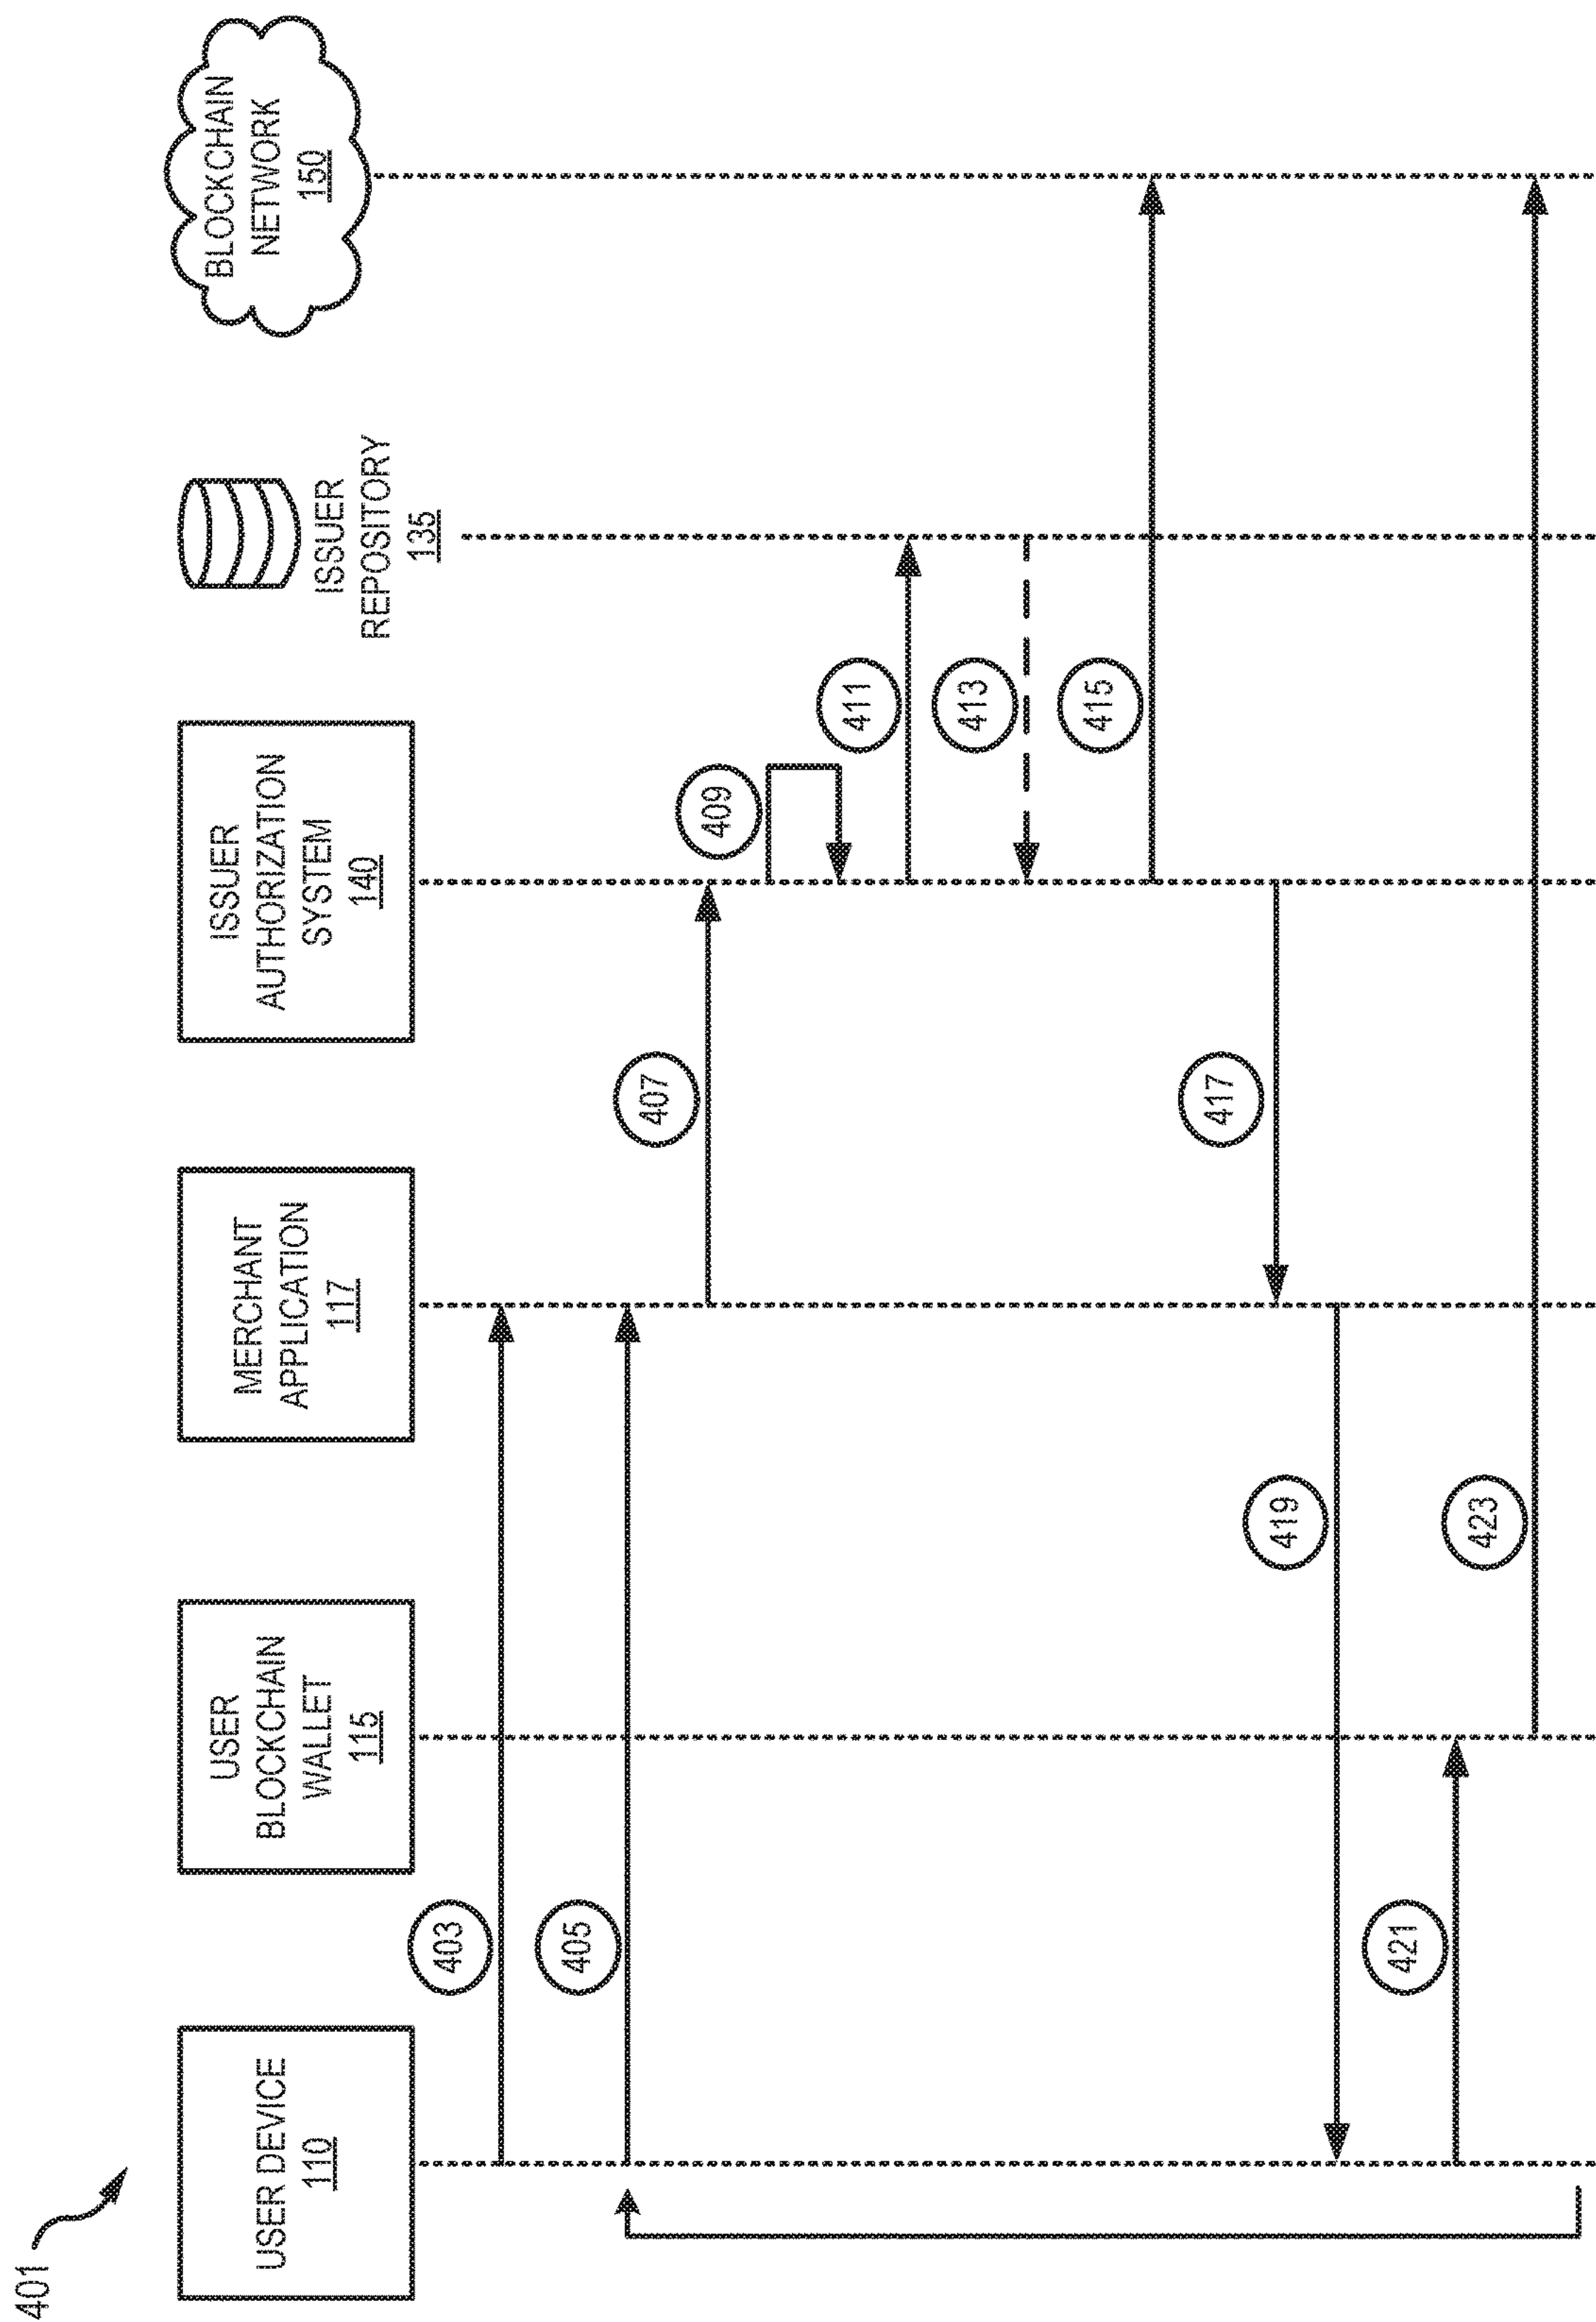 401
USER DEVICE
110
USER
BLOCKCHAIN
WALLET
115
MERCHANT
APPLICATION
117
ISSUER
AUTHORIZATION
SYSTEM
140
ISSUER
REPOSITORY
135
BLOCKCHAIN
NETWORK
150
403
405
407
409
411
413
415
417
419
421
423